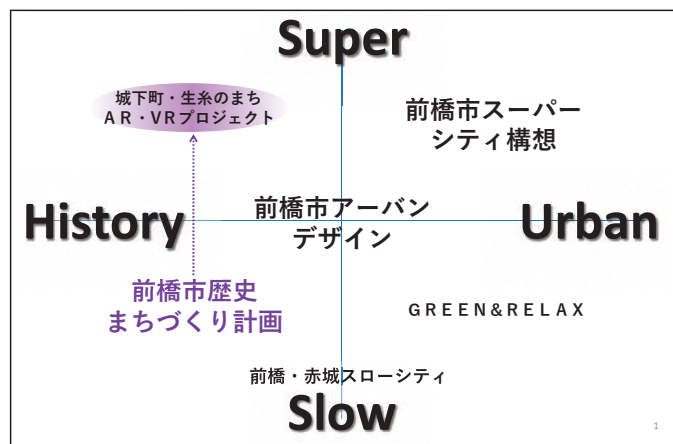 Super
城下町・生糸のまち
ＡＲ・ＶＲプロジェクト
前橋市スーパー
シティ構想
History
前橋市アーバン
デザイン
Urban
前橋市歴史
まちづくり計画
ＧＲＥＥＮ&ＲＥＬＡＸ
前橋・赤城スローシティ
Slow
1